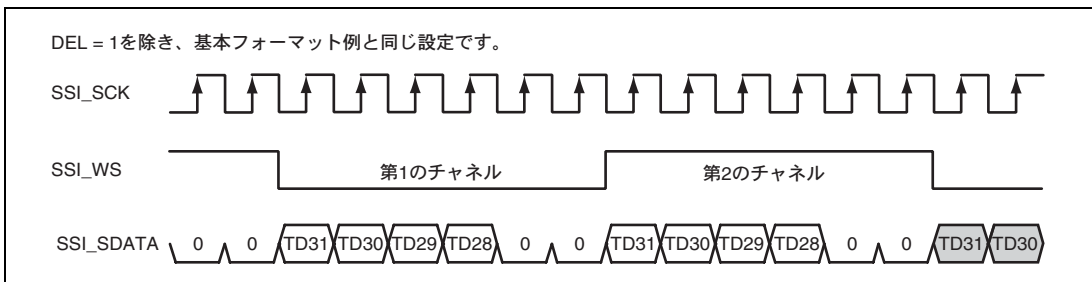 DEL = 1を除き、基本フォーマット例と同じ設定です。
SSI_SCK
SSI_WS 第1のチャネル 第2のチャネル
SSI_SDATA 0 0 TD31 TD30 TD29 TD28 0 0 TD31 TD30 TD29 TD28 0 0 TD31 TD30